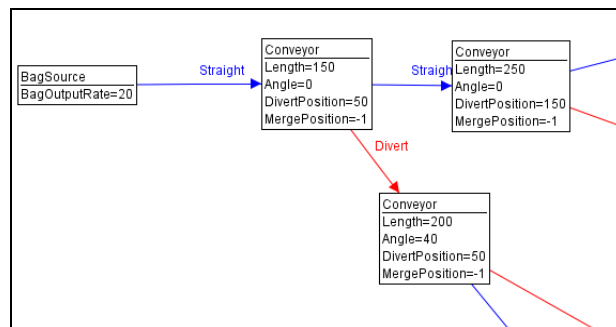 BagSource
BagOutputRate=20
Straight
Conveyor
Length=150
Angle=0
DivertPosition=50
MergePosition=-1
Straigh
Conveyor
Length=250
Angle=0
DivertPosition=150
MergePosition=-1
Divert
Conveyor
Length=200
Angle=40
DivertPosition=50
MergePosition=-1